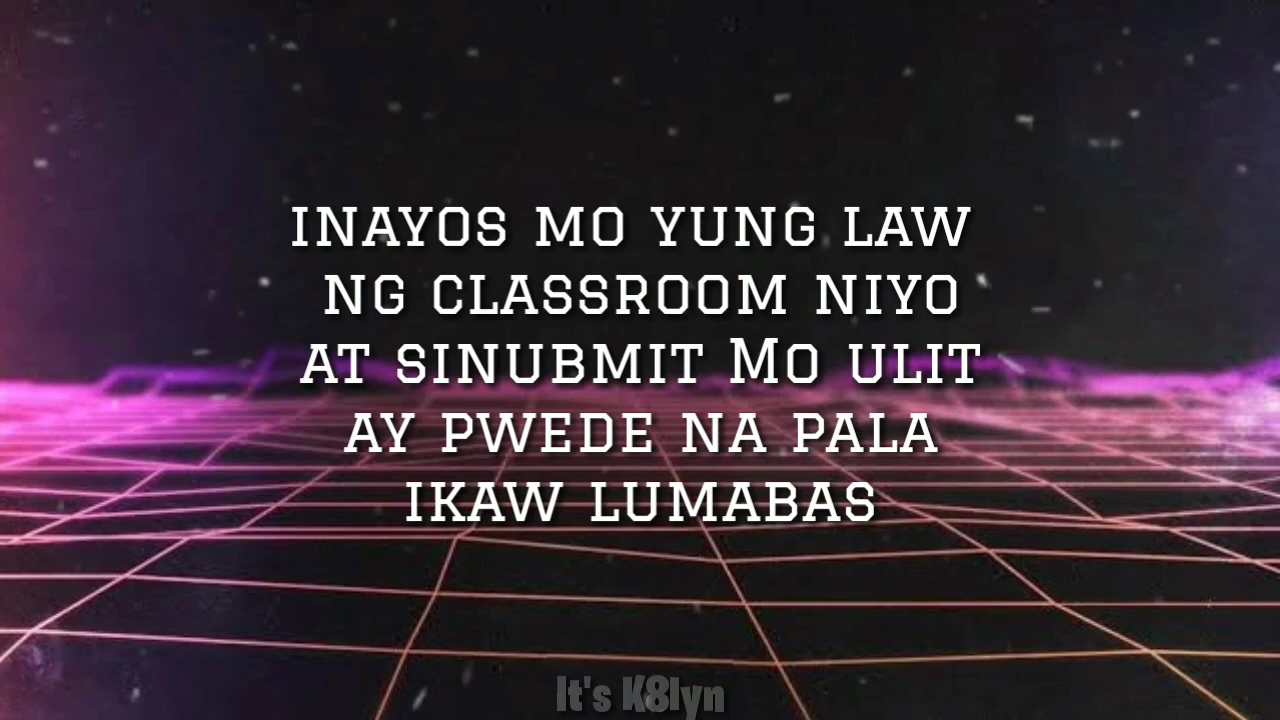 INAYOS MO YUNG LAW
NG CLASSROOM NIYO
AT SINUBMIT MO ULIT
AY PWEDE NA PALA
IKAW LUMABAS
It's K8lyn